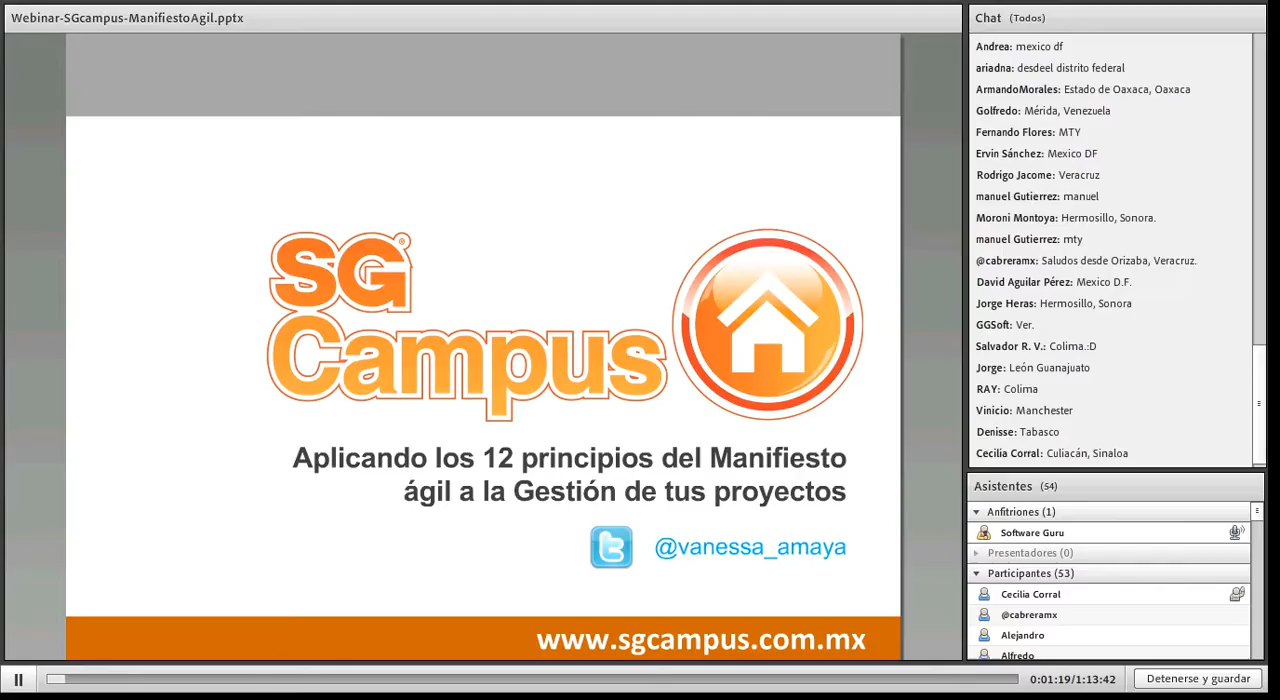 Webinar-SGcampus-ManifiestoAgil.pptx
SG®
Campus
Aplicando los 12 principios del Manifiesto
ágil a la Gestión de tus proyectos
@vanessa_amaya
www.sgcampus.com.mx
Chat (Todos)
Andrea: mexico df
ariadna: desdeel distrito federal
ArmandoMorales: Estado de Oaxaca, Oaxaca
Golfredo: Mérida, Venezuela
Fernando Flores: MTY
Ervin Sánchez: Mexico DF
Rodrigo Jacome: Veracruz
manuel Gutierrez: manuel
Moroni Montoya: Hermosillo, Sonora.
manuel Gutierrez: mty
@cabreramx: Saludos desde Orizaba, Veracruz.
David Aguilar Pérez: Mexico D.F.
Jorge Heras: Hermosillo, Sonora
GGSoft: Ver.
Salvador R. V.: Colima.:D
Jorge: León Guanajuato
RAY: Colima
Vinicio: Manchester
Denisse: Tabasco
Cecilia Corral: Culiacán, Sinaloa
Asistentes (54)
Anfitriones (1)
Software Guru
Presentadores (0)
Participantes (53)
Cecilia Corral
@cabreramx
Alejandro
Alfredo
0:01:19/1:13:42
Detenerse y guardar